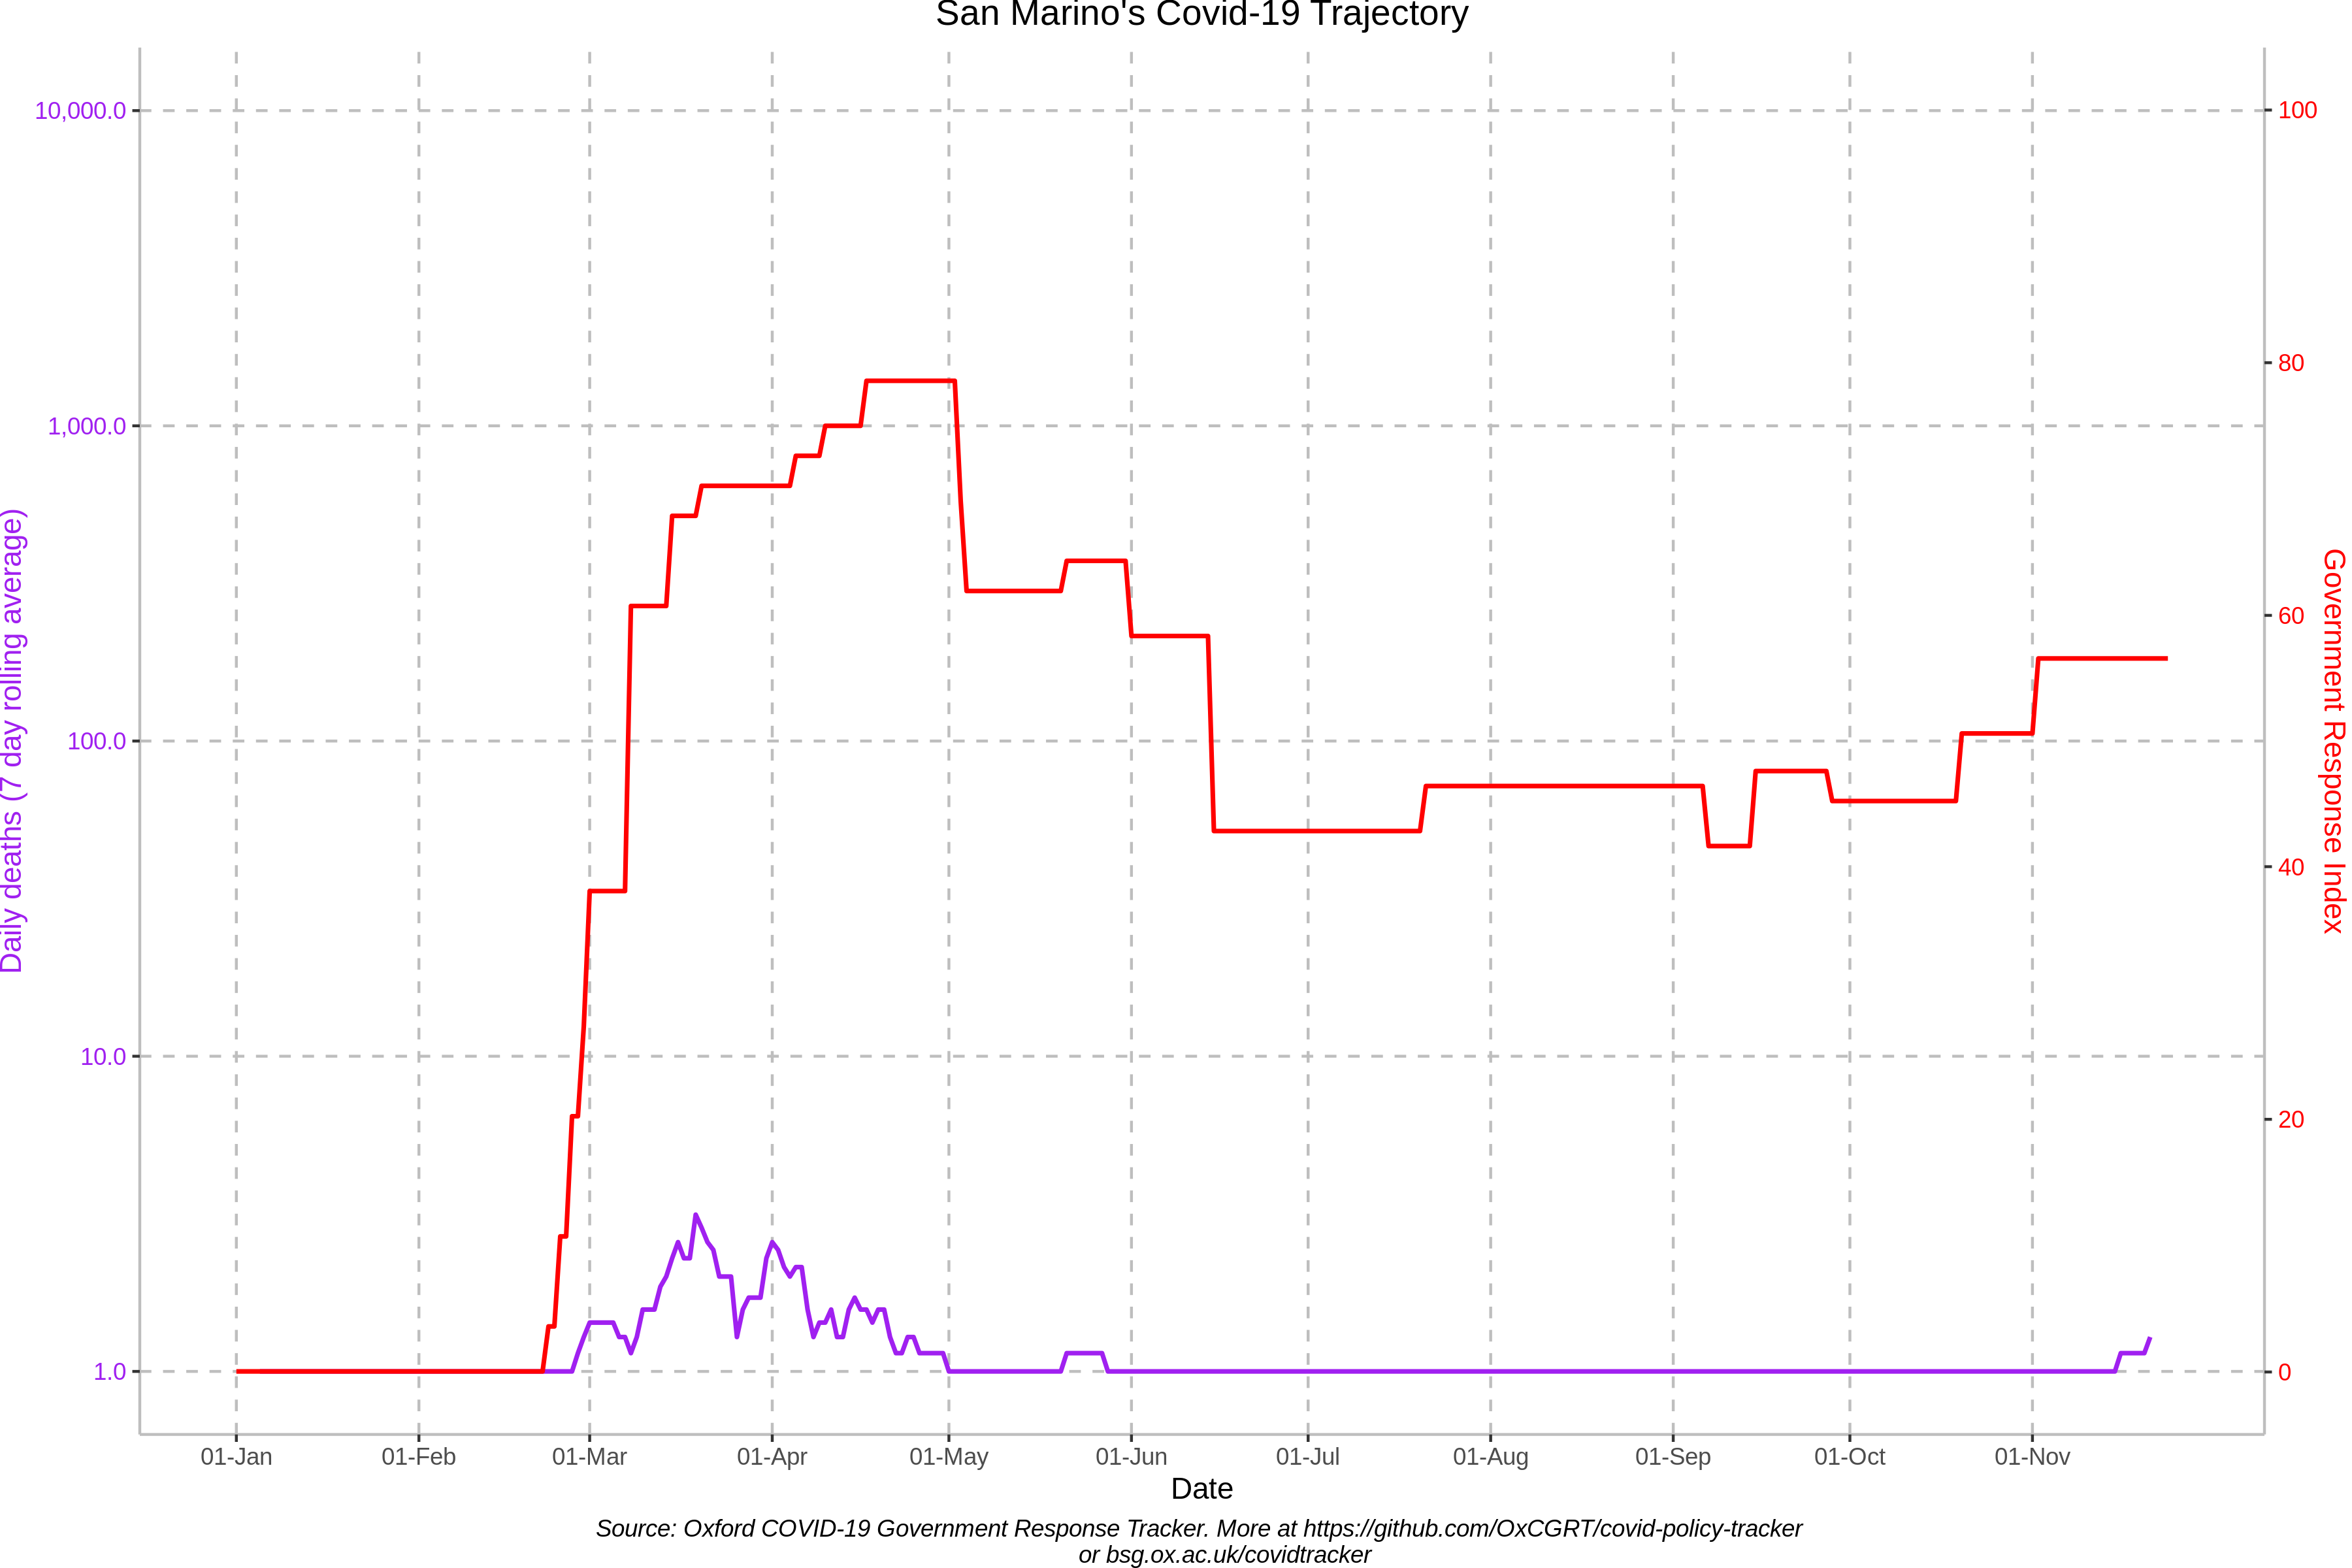 San Marino's Covid-19 Trajectory
10,000.0
1,000.0
100.0
10.0
1.0
Daily deaths (7 day rolling average)
100
80
60
40
20
0
Government Response Index
01-Jan
01-Feb
01-Mar
01-Apr
01-May
01-Jun
01-Jul
01-Aug
01-Sep
01-Oct
01-Nov
Date
Source: Oxford COVID-19 Government Response Tracker. More at https://github.com/OxCGRT/covid-policy-tracker
or bsg.ox.ac.uk/covidtracker